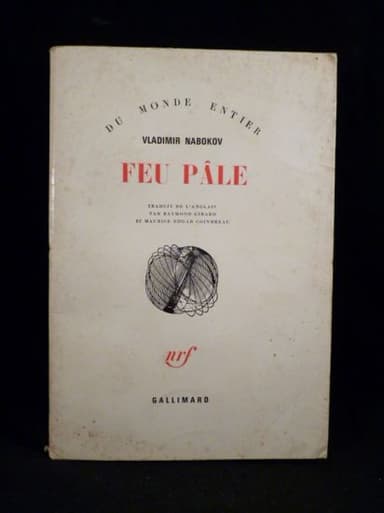 DU MONDE ENTIER
VLADIMIR NABOKOV
FEU PÂLE
TRADUIT DE L'ANGLAIS
PAR RAYMOND GIRARD
ET MAURICE EDGAR COINDREAU
nrf
GALLIMARD